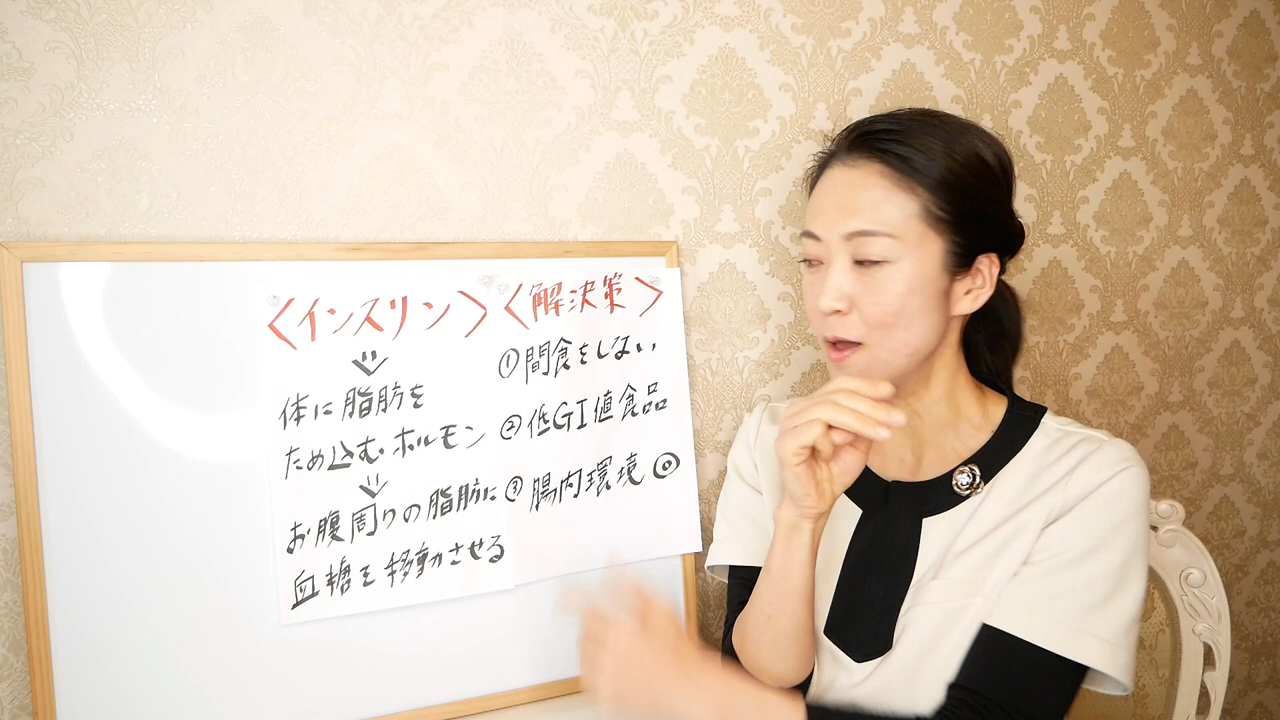 <インスリン>
体に脂肪を
ため込むホルモン
お腹周りの脂肪に
血糖を移動させる
<解決策>
①間食をしない
②低GI値食品
③腸内環境◎